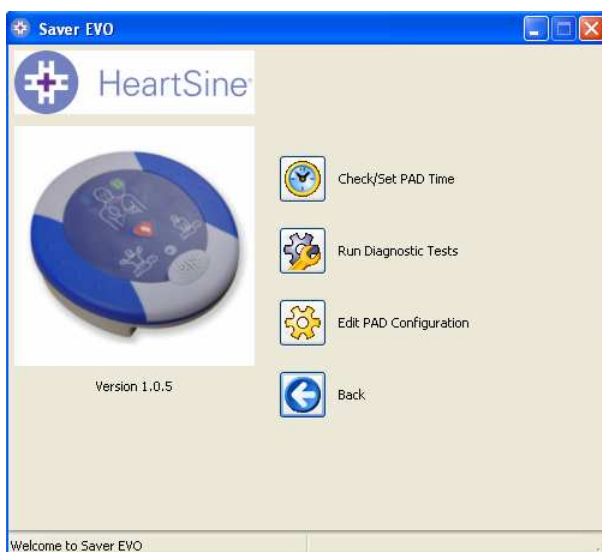 Saver EVO
HeartSine®
Check/Set PAD Time
Run Diagnostic Tests
Edit PAD Configuration
Version 1.0.5
Back
Welcome to Saver EVO